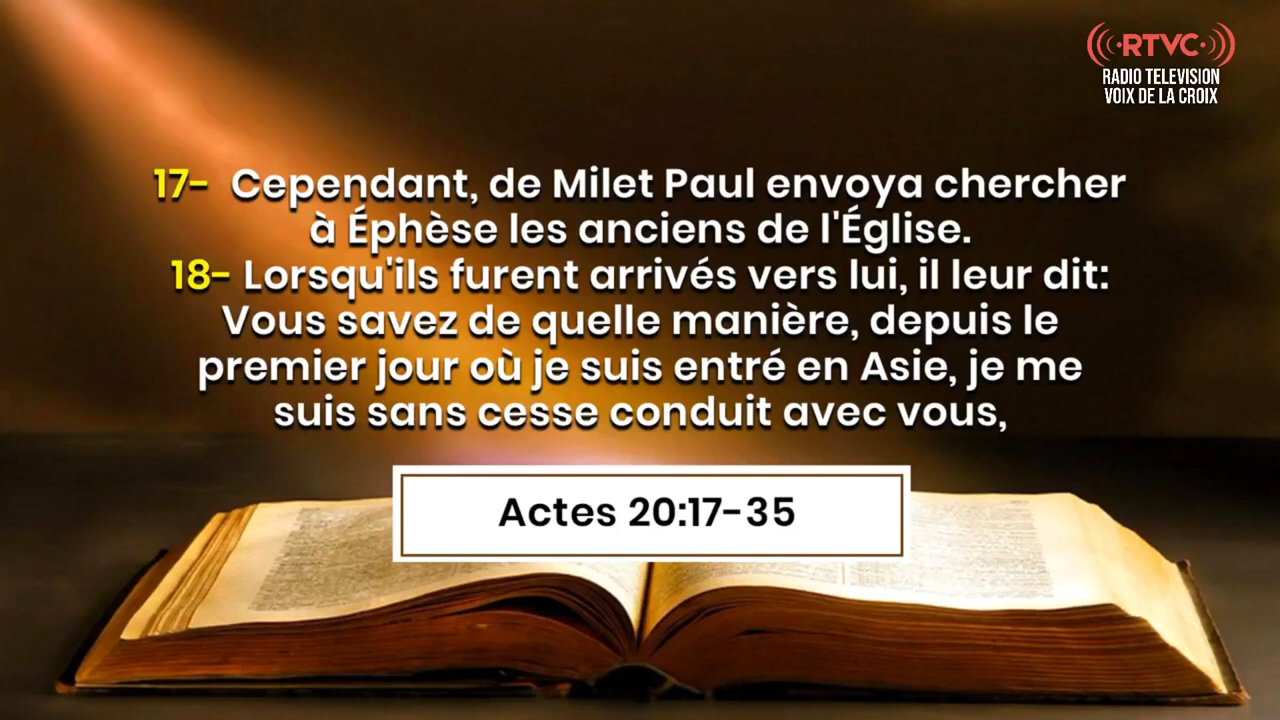 RTVC
RADIO TELEVISION
VOIX DE LA CROIX
17- Cependant, de Milet Paul envoya chercher
à Éphèse les anciens de l'Église.
18- Lorsqu'ils furent arrivés vers lui, il leur dit:
Vous savez de quelle manière, depuis le
premier jour où je suis entré en Asie, je me
suis sans cesse conduit avec vous,
Actes 20:17-35